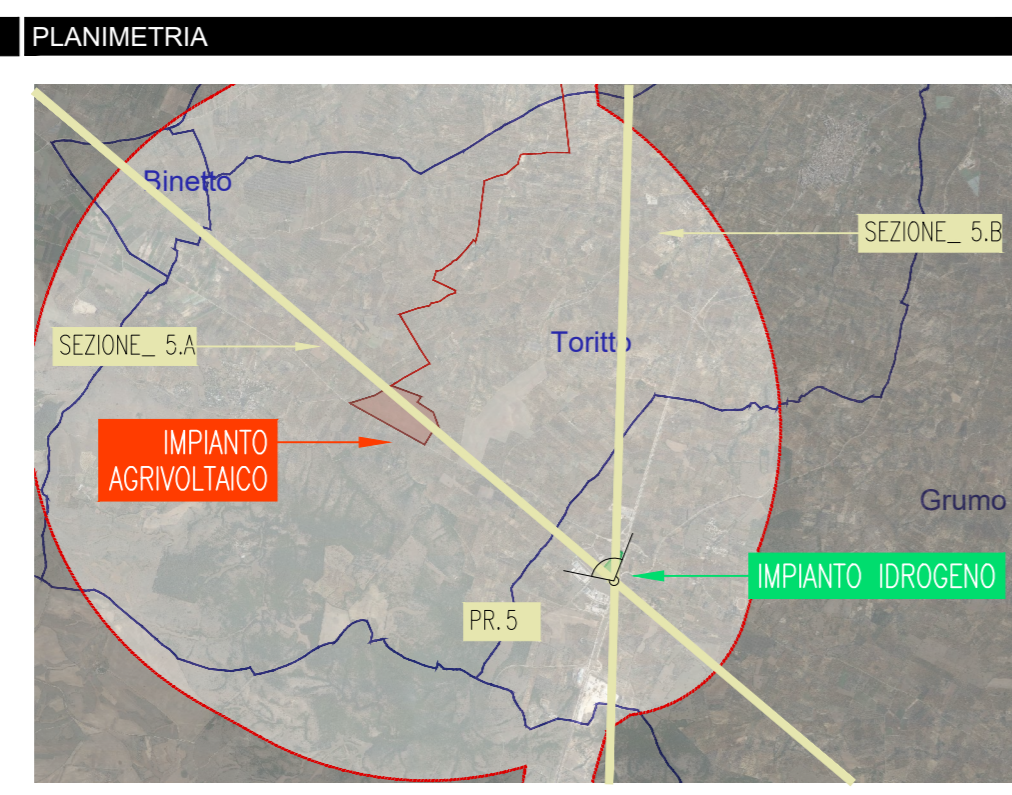 PLANIMETRIA
Binetto
SEZIONE_ 5.B
Toritto
SEZIONE_ 5.A
IMPIANTO
AGRIVOLTAICO
Grumo
IMPIANTO IDROGENO
PR.5